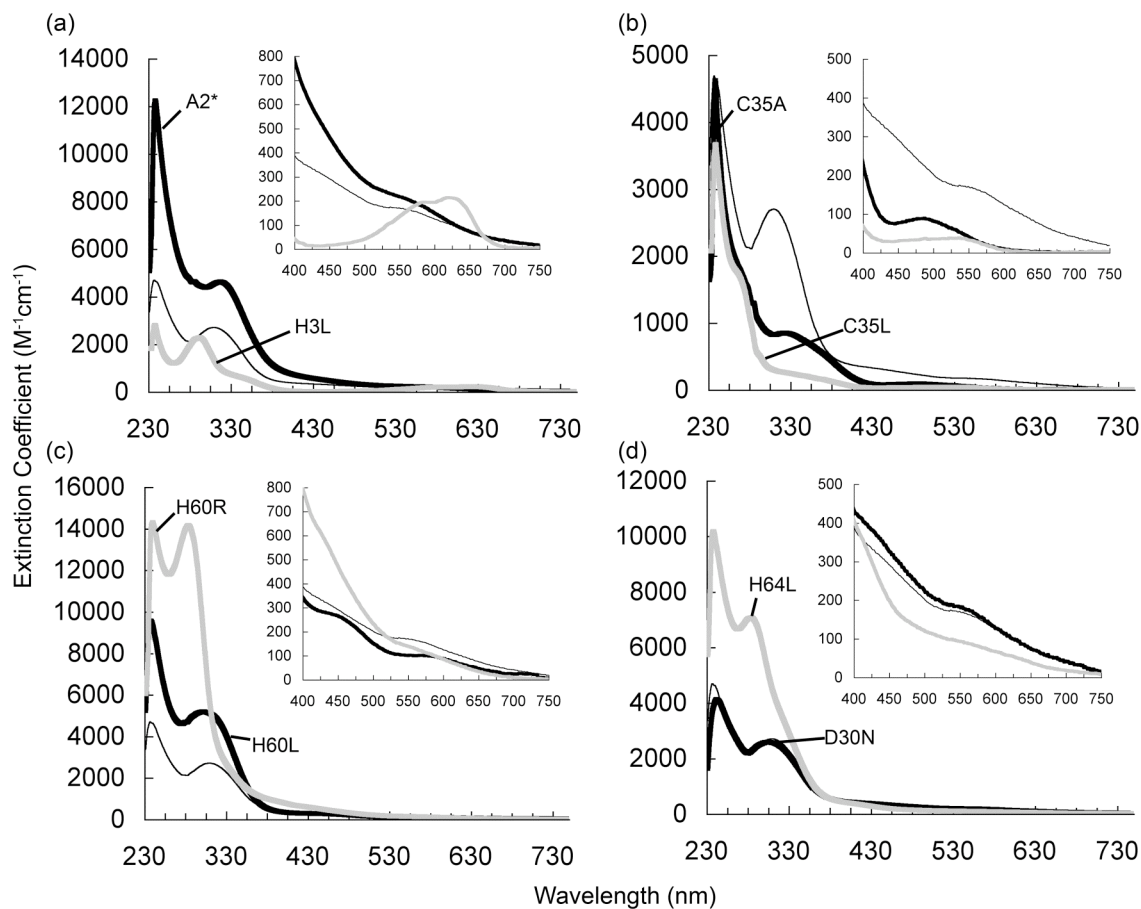 (a)
14000
12000
10000
8000
6000
4000
2000
0
A2*
H3L
230 330 430 530 630 730
800
700
600
500
400
300
200
100
0
400 450 500 550 600 650 700 750
(b)
5000
4000
3000
2000
1000
0
C35A
C35L
230 330 430 530 630 730
500
400
300
200
100
0
400 450 500 550 600 650 700 750
Extinction Coefficient (M⁻¹cm⁻¹)
(c)
16000
14000
12000
10000
8000
6000
4000
2000
0
H60R
H60L
230 330 430 530 630 730
800
700
600
500
400
300
200
100
0
400 450 500 550 600 650 700 750
(d)
12000
10000
8000
6000
4000
2000
0
H64L
D30N
230 330 430 530 630 730
500
400
300
200
100
0
400 450 500 550 600 650 700 750
Wavelength (nm)